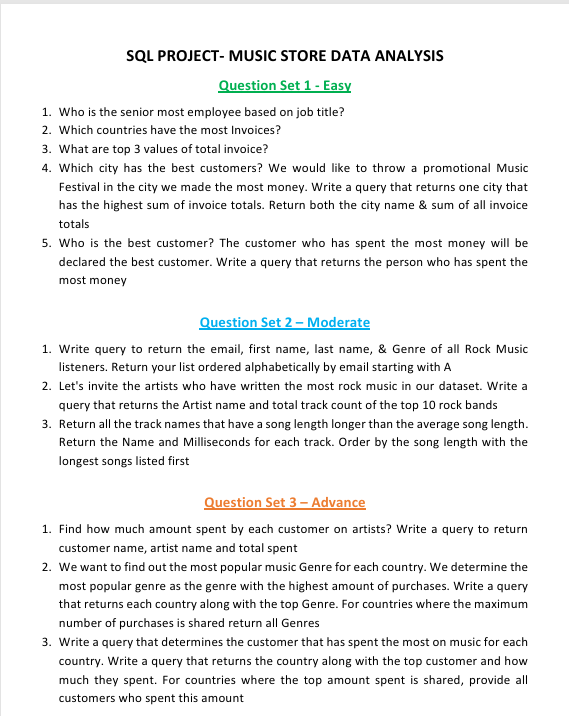 SQL PROJECT- MUSIC STORE DATA ANALYSIS
Question Set 1 - Easy
1. Who is the senior most employee based on job title?
2. Which countries have the most Invoices?
3. What are top 3 values of total invoice?
4. Which city has the best customers? We would like to throw a promotional Music
Festival in the city we made the most money. Write a query that returns one city that
has the highest sum of invoice totals. Return both the city name & sum of all invoice
totals
5. Who is the best customer? The customer who has spent the most money will be
declared the best customer. Write a query that returns the person who has spent the
most money
Question Set 2 – Moderate
1. Write query to return the email, first name, last name, & Genre of all Rock Music
listeners. Return your list ordered alphabetically by email starting with A
2. Let's invite the artists who have written the most rock music in our dataset. Write a
query that returns the Artist name and total track count of the top 10 rock bands
3. Return all the track names that have a song length longer than the average song length.
Return the Name and Milliseconds for each track. Order by the song length with the
longest songs listed first
Question Set 3 – Advance
1. Find how much amount spent by each customer on artists? Write a query to return
customer name, artist name and total spent
2. We want to find out the most popular music Genre for each country. We determine the
most popular genre as the genre with the highest amount of purchases. Write a query
that returns each country along with the top Genre. For countries where the maximum
number of purchases is shared return all Genres
3. Write a query that determines the customer that has spent the most on music for each
country. Write a query that returns the country along with the top customer and how
much they spent. For countries where the top amount spent is shared, provide all
customers who spent this amount